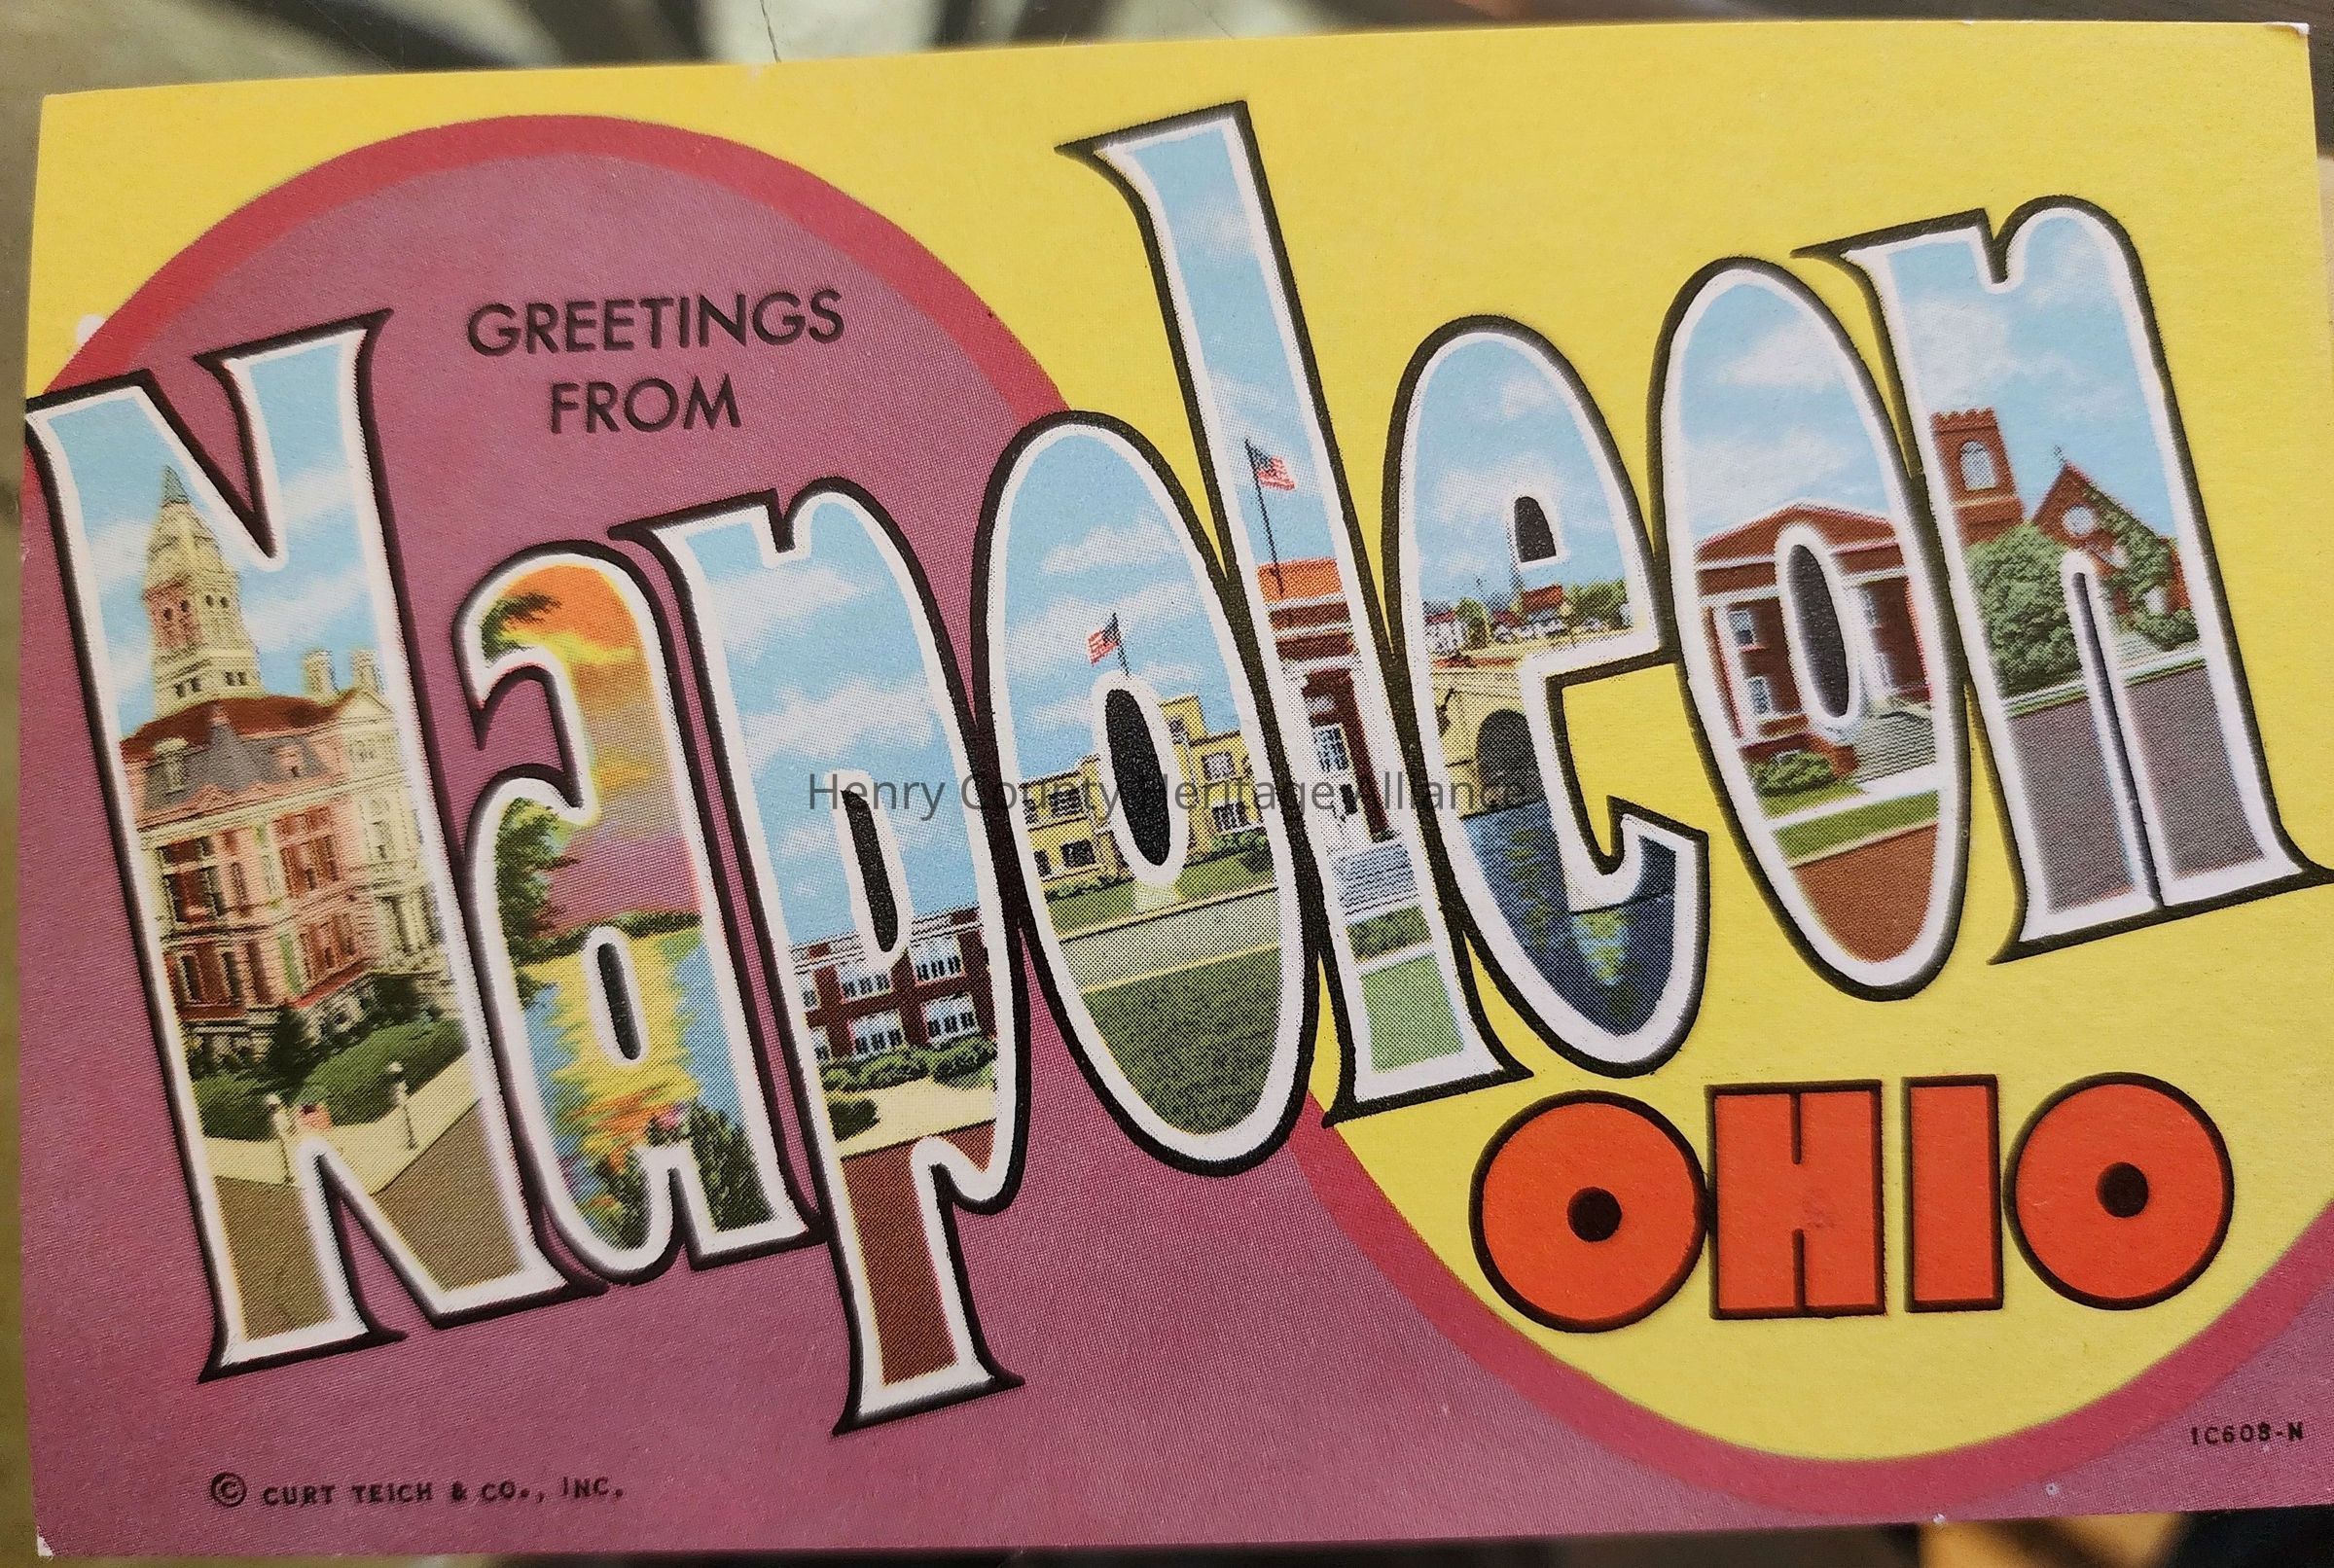 GREETINGS
FROM
Napoleon
OHIO
Henry County Heritage Alliance
© CURT TEICH & CO., INC.
1C608-N